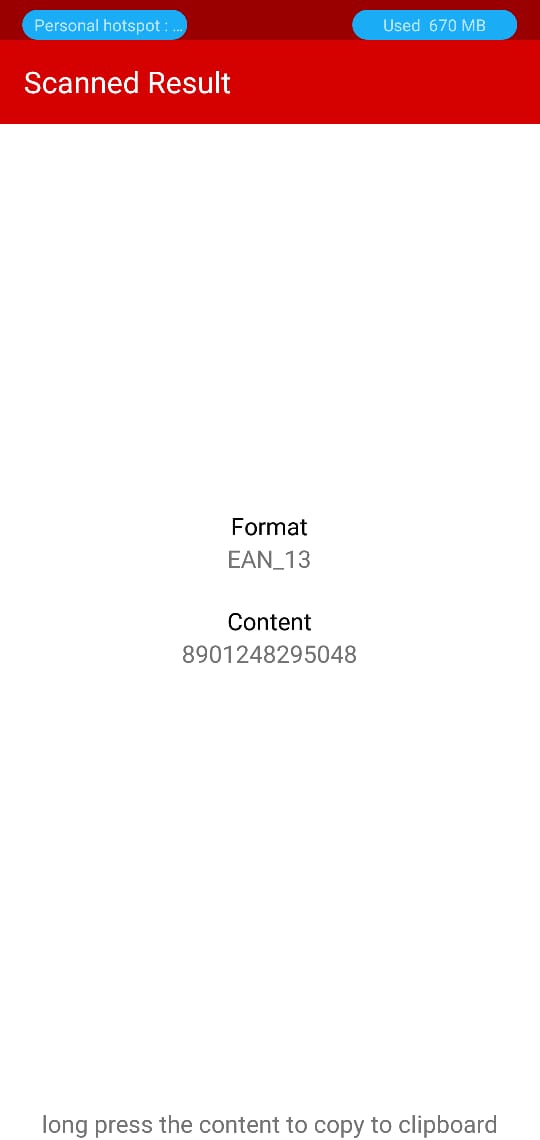 Personal hotspot : ...
Used 670 MB
Scanned Result
Format
EAN_13
Content
8901248295048
long press the content to copy to clipboard